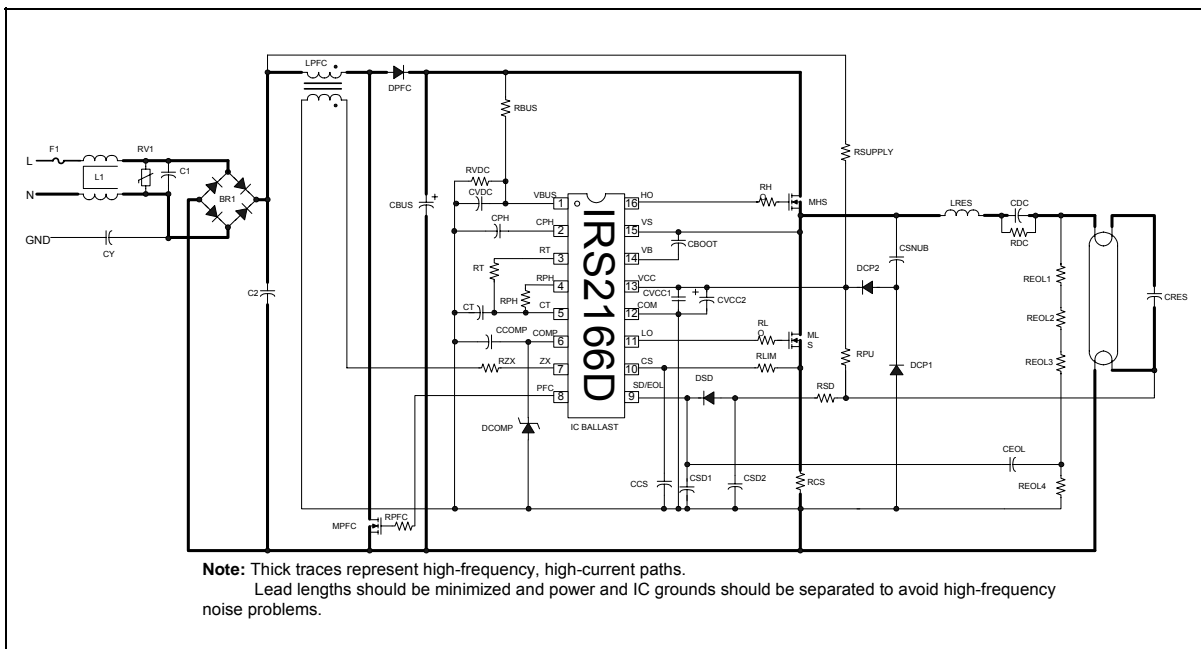 LPFC
DPFC
RBUS
RSUPPLY
F1
RV1
L
L1
C1
N
BR1
GND
CY
C2
CBUS
+
RVDC
CVDC
VBUS
1
16
HO
RH
O
MHS
CPH
CPH
2
15
VS
CBOOT
RT
RT
3
14
VB
RPH
RPH
4
13
VCC
CVCC1
+
CVCC2
DCP2
CSNUB
CT
CT
5
12
COM
CCOMP
COMP
6
11
LO
RL
O
ML
S
RZX
ZX
7
10
CS
RLIM
PFC
8
9
SD/EOL
IRS2166D
IC BALLAST
DSD
RSD
RPU
DCP1
LRES
CDC
RDC
REOL1
REOL2
REOL3
CRES
DCOMP
CCS
CSD1
CSD2
RCS
CEOL
REOL4
MPFC
RPFC
Note: Thick traces represent high-frequency, high-current paths.
Lead lengths should be minimized and power and IC grounds should be separated to avoid high-frequency
noise problems.